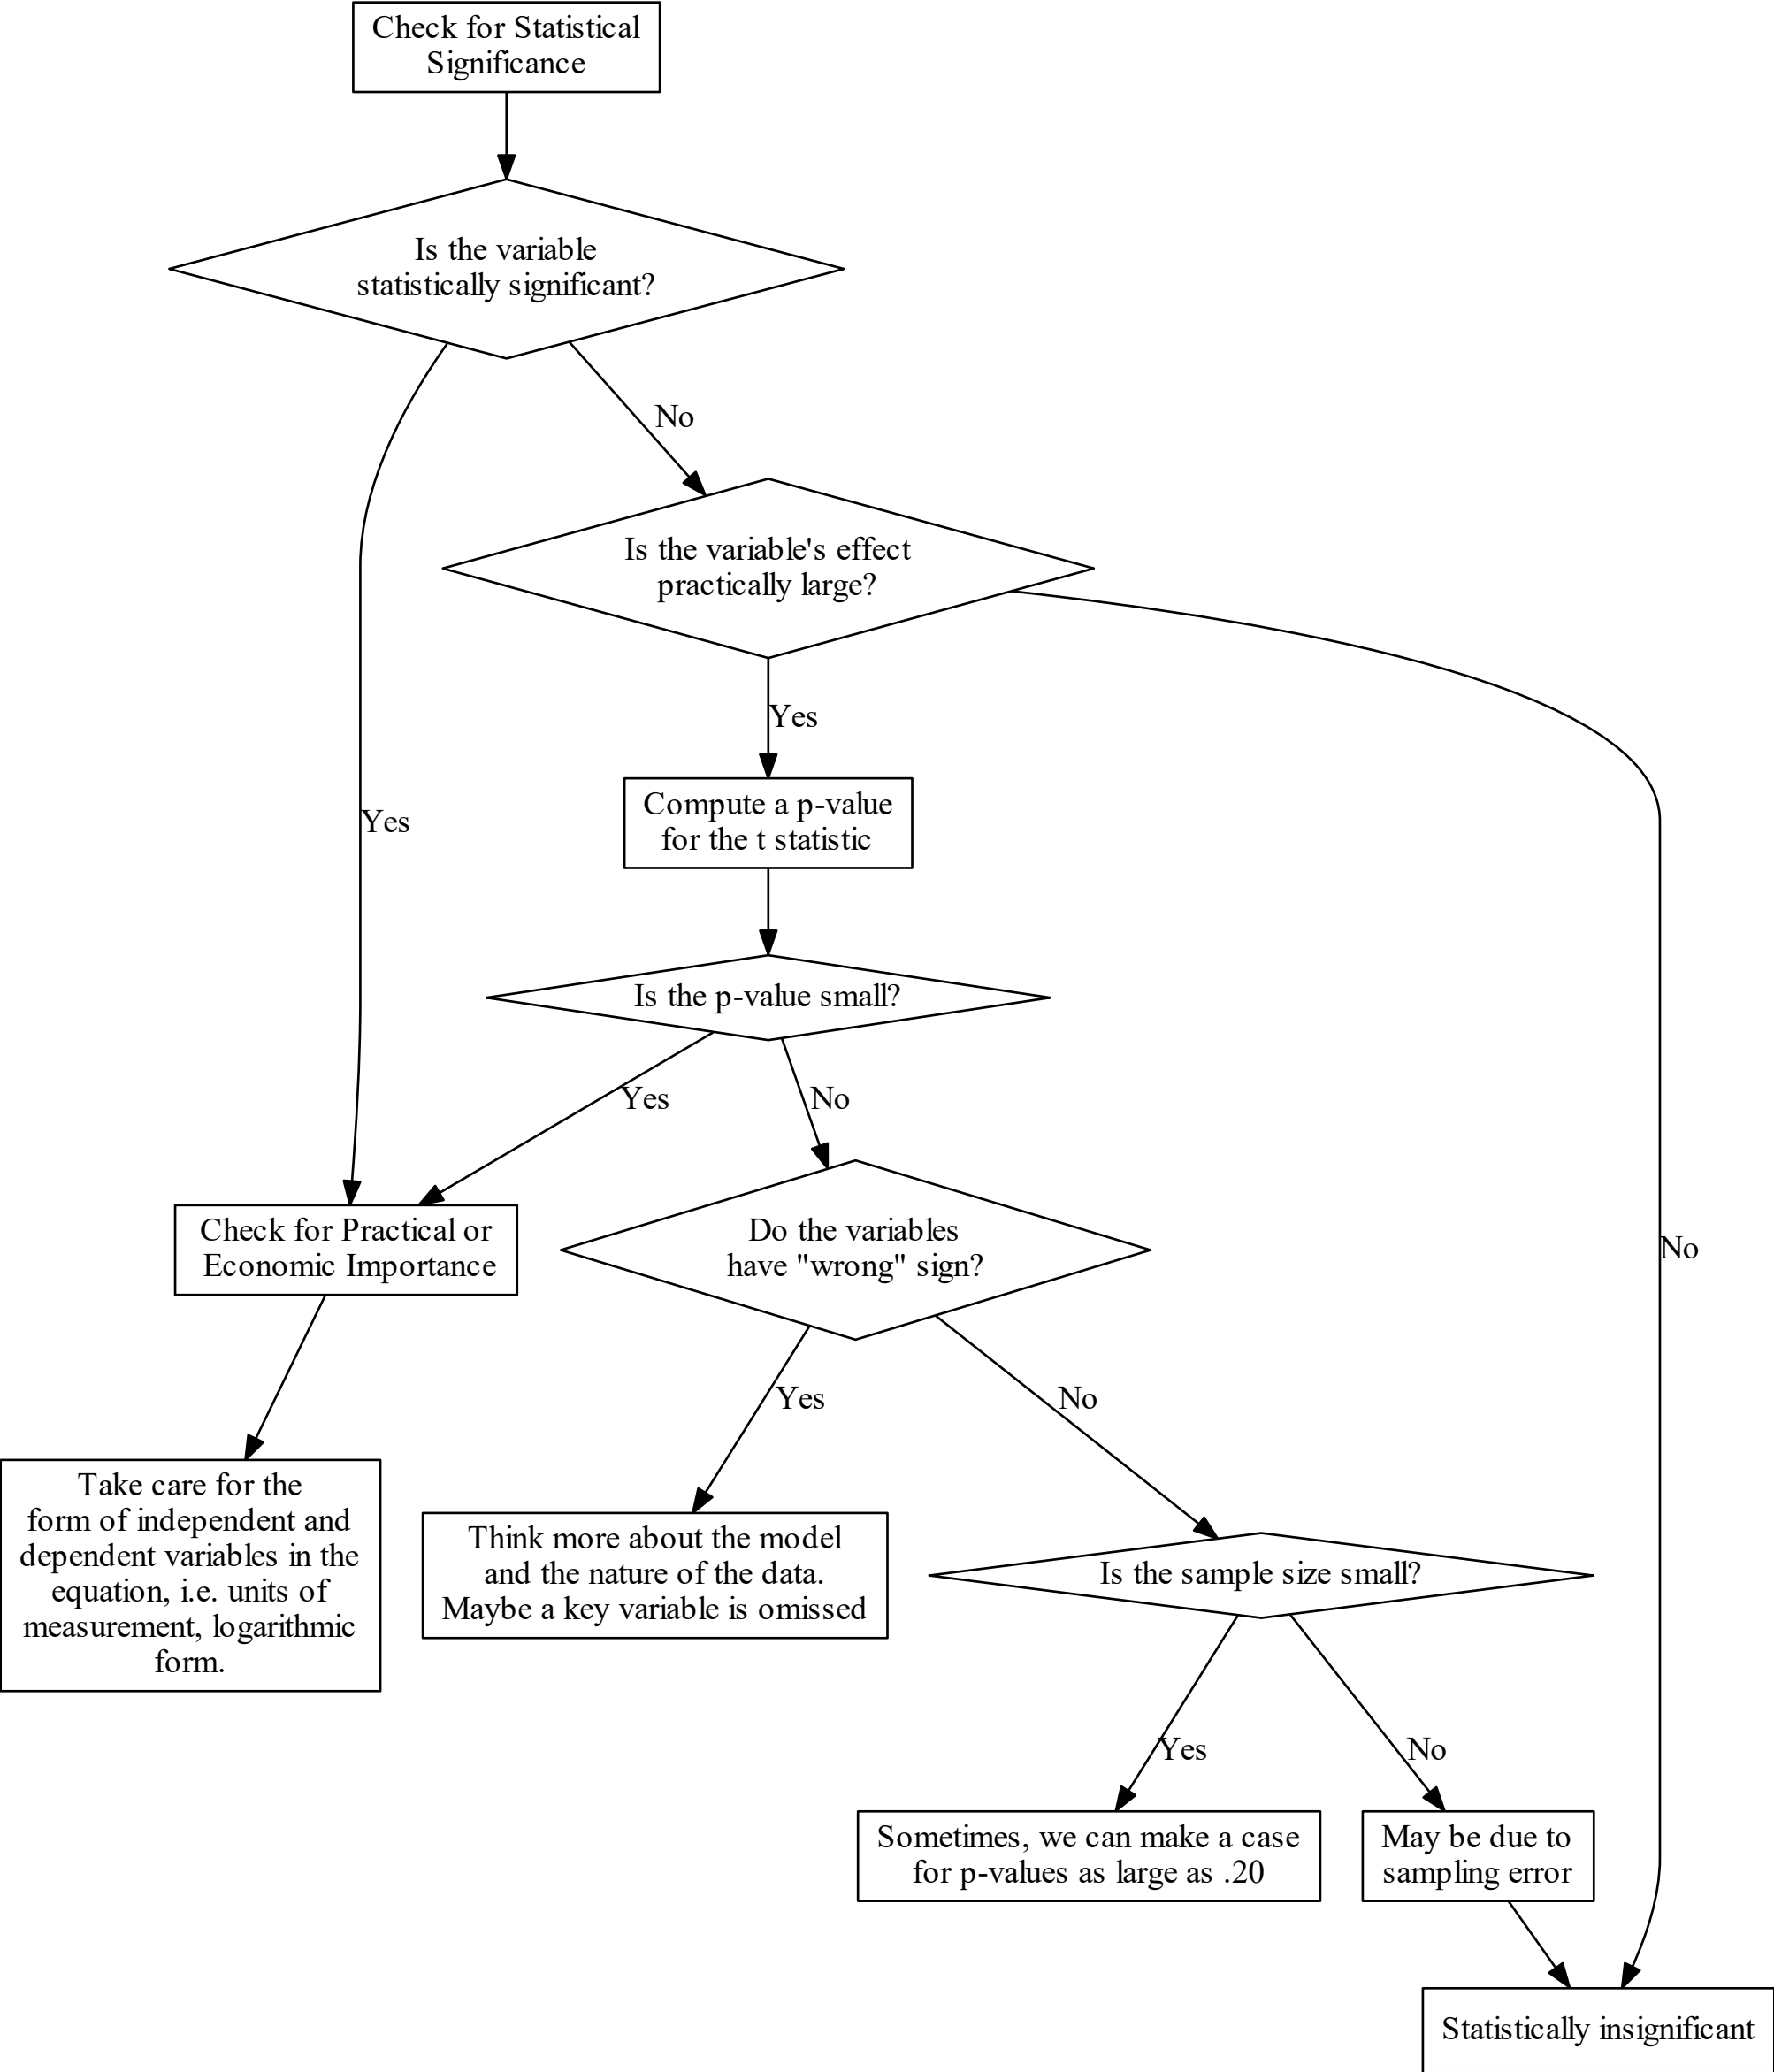 Check for Statistical
Significance
Is the variable
statistically significant?
No
Is the variable's effect
practically large?
Yes
Compute a p-value
for the t statistic
Yes
Is the p-value small?
Yes
No
Check for Practical or
Economic Importance
Do the variables
have "wrong" sign?
No
Yes
No
Take care for the
form of independent and
dependent variables in the
equation, i.e. units of
measurement, logarithmic
form.
Think more about the model
and the nature of the data.
Maybe a key variable is omissed
Is the sample size small?
Yes
No
Sometimes, we can make a case
for p-values as large as .20
May be due to
sampling error
Statistically insignificant